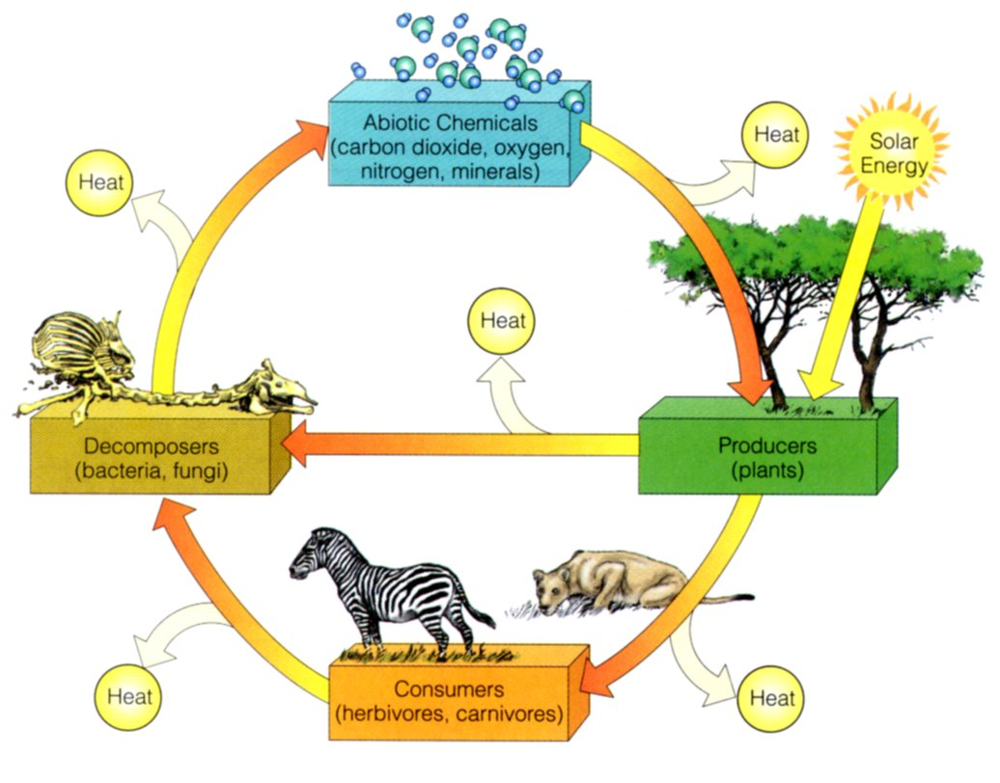 Abiotic Chemicals
(carbon dioxide, oxygen,
nitrogen, minerals)
Heat
Solar
Energy
Heat
Heat
Decomposers
(bacteria, fungi)
Producers
(plants)
Heat
Consumers
(herbivores, carnivores)
Heat